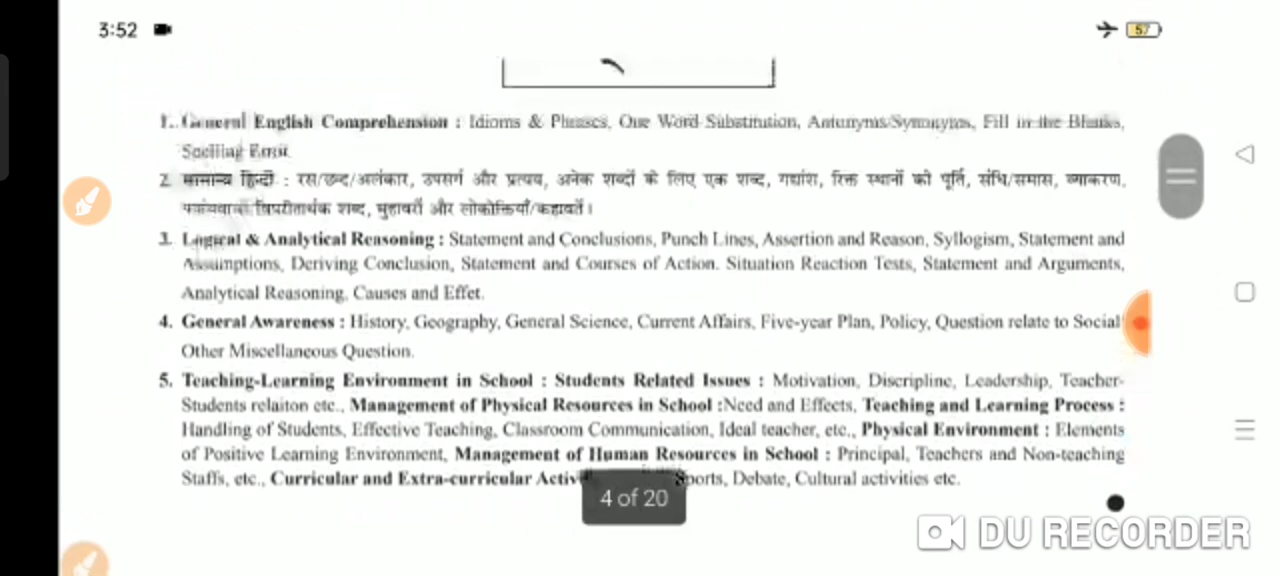 3:52
57
1. General English Comprehension : Idioms & Phrases, One Word Substitution, Antonyms/Synonyms, Fill in the Blanks,
Spelling Error.
2. सामान्य हिन्दी : रस/छन्द/अलंकार, उपसर्ग और प्रत्यय, अनेक शब्दों के लिए एक शब्द, गद्यांश, रिक्त स्थानों की पूर्ति, संधि/समास, व्याकरण,
विपरीतार्थक शब्द, मुहावरों और लोकोक्तियाँ/कहावतें।
3. Logical & Analytical Reasoning : Statement and Conclusions, Punch Lines, Assertion and Reason, Syllogism, Statement and
Assumptions, Deriving Conclusion, Statement and Courses of Action. Situation Reaction Tests, Statement and Arguments,
Analytical Reasoning, Causes and Effet.
4. General Awareness : History, Geography, General Science, Current Affairs, Five-year Plan, Policy, Question relate to Social
Other Miscellaneous Question.
5. Teaching-Learning Environment in School : Students Related Issues : Motivation, Discripline, Leadership, Teacher-
Students relaiton etc., Management of Physical Resources in School :Need and Effects, Teaching and Learning Process :
Handling of Students, Effective Teaching, Classroom Communication, Ideal teacher, etc., Physical Environment : Elements
of Positive Learning Environment, Management of Human Resources in School : Principal, Teachers and Non-teaching
Staffs, etc., Curricular and Extra-curricular Activ Sports, Debate, Cultural activities etc.
4 of 20
DU RECORDER